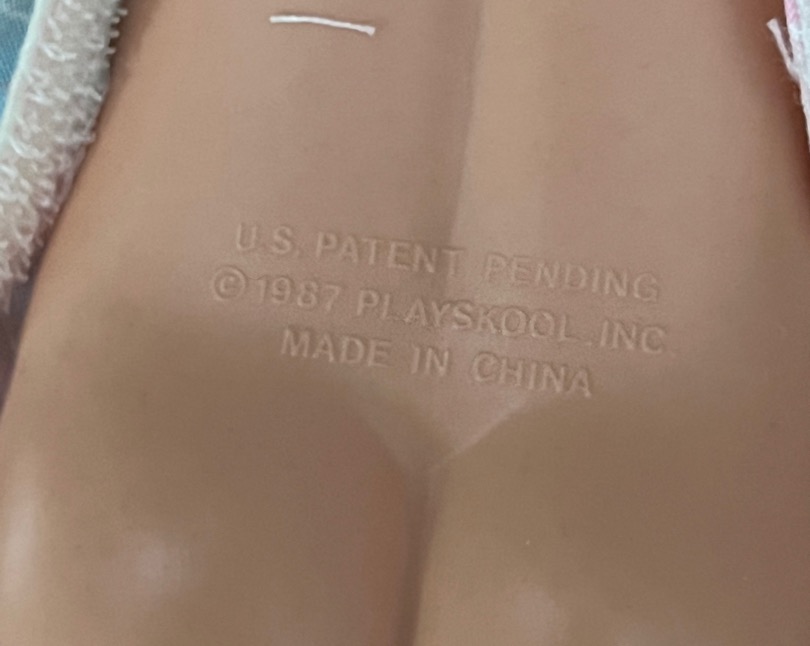 U.S. PATENT PENDING
© 1987 PLAYSKOOL, INC.
MADE IN CHINA